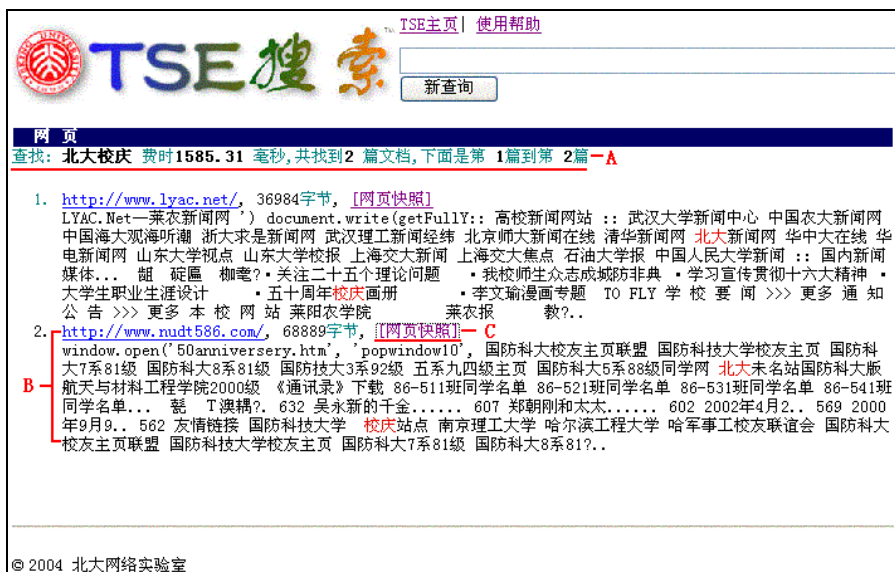 TSE主页| 使用帮助
TSE搜索
新查询
网 页
查找: 北大校庆 费时1585.31 毫秒,共找到2 篇文档,下面是第 1篇到第 2篇 A
1. http://www.lyac.net/, 36984字节, [网页快照]
LYAC.Net—莱农新闻网 ') document.write(getFullY:: 高校新闻网站 :: 武汉大学新闻中心 中国农大新闻网
中国海大观海听潮 浙大求是新闻网 武汉理工新闻经纬 北京师大新闻在线 清华新闻网 北大新闻网 华中大在线 华
电新闻网 山东大学视点 山东大学校报 上海交大新闻 上海交大焦点 石油大学报 中国人民大学新闻 :: 国内新闻
媒体... 龃 碇匾 栁鼋?·关注二十五个理论问题 ·我校师生众志成城防非典 ·学习宣传贯彻十六大精神 ·
大学生职业生涯设计 ·五十周年校庆画册 ·李文瑜漫画专题 TO FLY 学 校 要 闻 >>> 更多 通 知
公 告 >>> 更多 本 校 网 站 莱阳农学院 莱农报 教?..
2. http://www.nudt586.com/, 68889字节, [网页快照] C
window.open('50anniversery.htm', 'popwindow10', 国防科大校友主页联盟 国防科技大学校友主页 国防科
大7系81级 国防科大8系81级 国防技大3系92级 五系九四级主页 国防科大5系88级同学网 北大未名站国防科大版
B 航天与材料工程学院2000级 《通讯录》下载 86-511班同学名单 86-521班同学名单 86-531班同学名单 86-541班
同学名单... 甏 T澳耦?. 632 吴永新的千金...... 607 郑朝刚和太太...... 602 2002年4月2.. 569 2000
年9月9.. 562 友情链接 国防科技大学 校庆站点 南京理工大学 哈尔滨工程大学 哈军事工校友联谊会 国防科大
校友主页联盟 国防科技大学校友主页 国防科大7系81级 国防科大8系81?..
© 2004 北大网络实验室